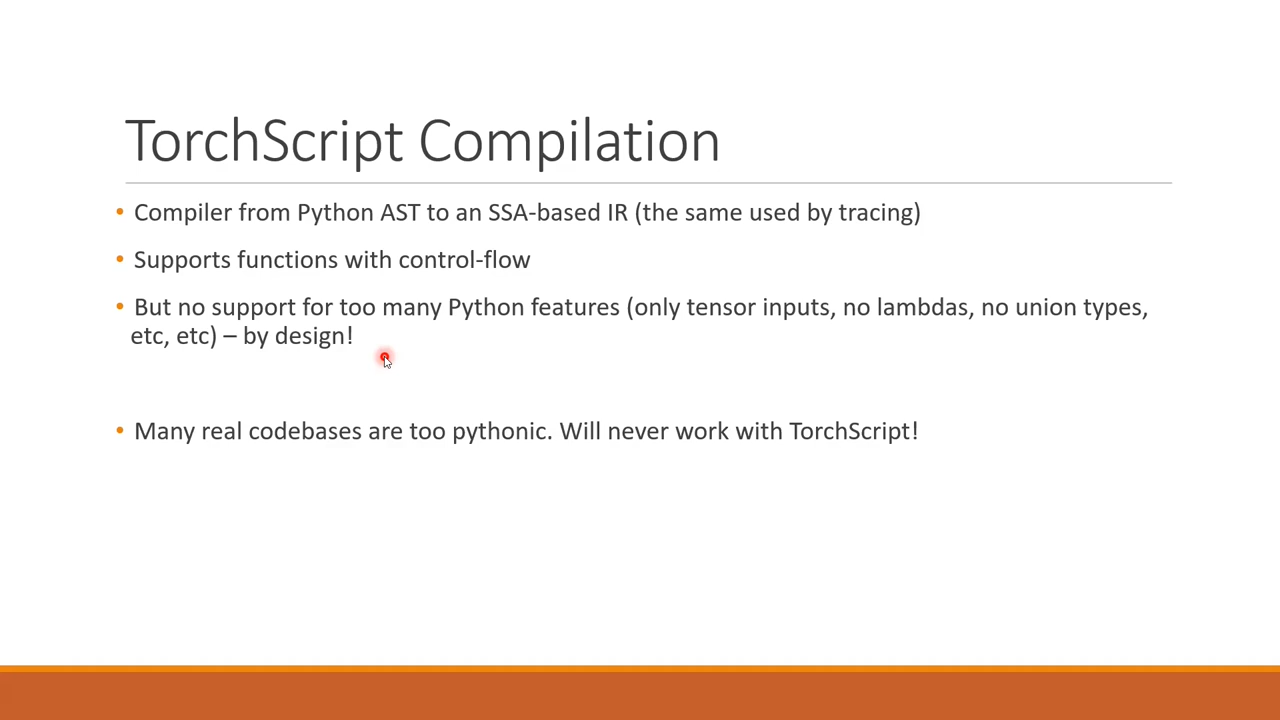 TorchScript Compilation
• Compiler from Python AST to an SSA-based IR (the same used by tracing)
• Supports functions with control-flow
• But no support for too many Python features (only tensor inputs, no lambdas, no union types,
etc, etc) – by design!
• Many real codebases are too pythonic. Will never work with TorchScript!